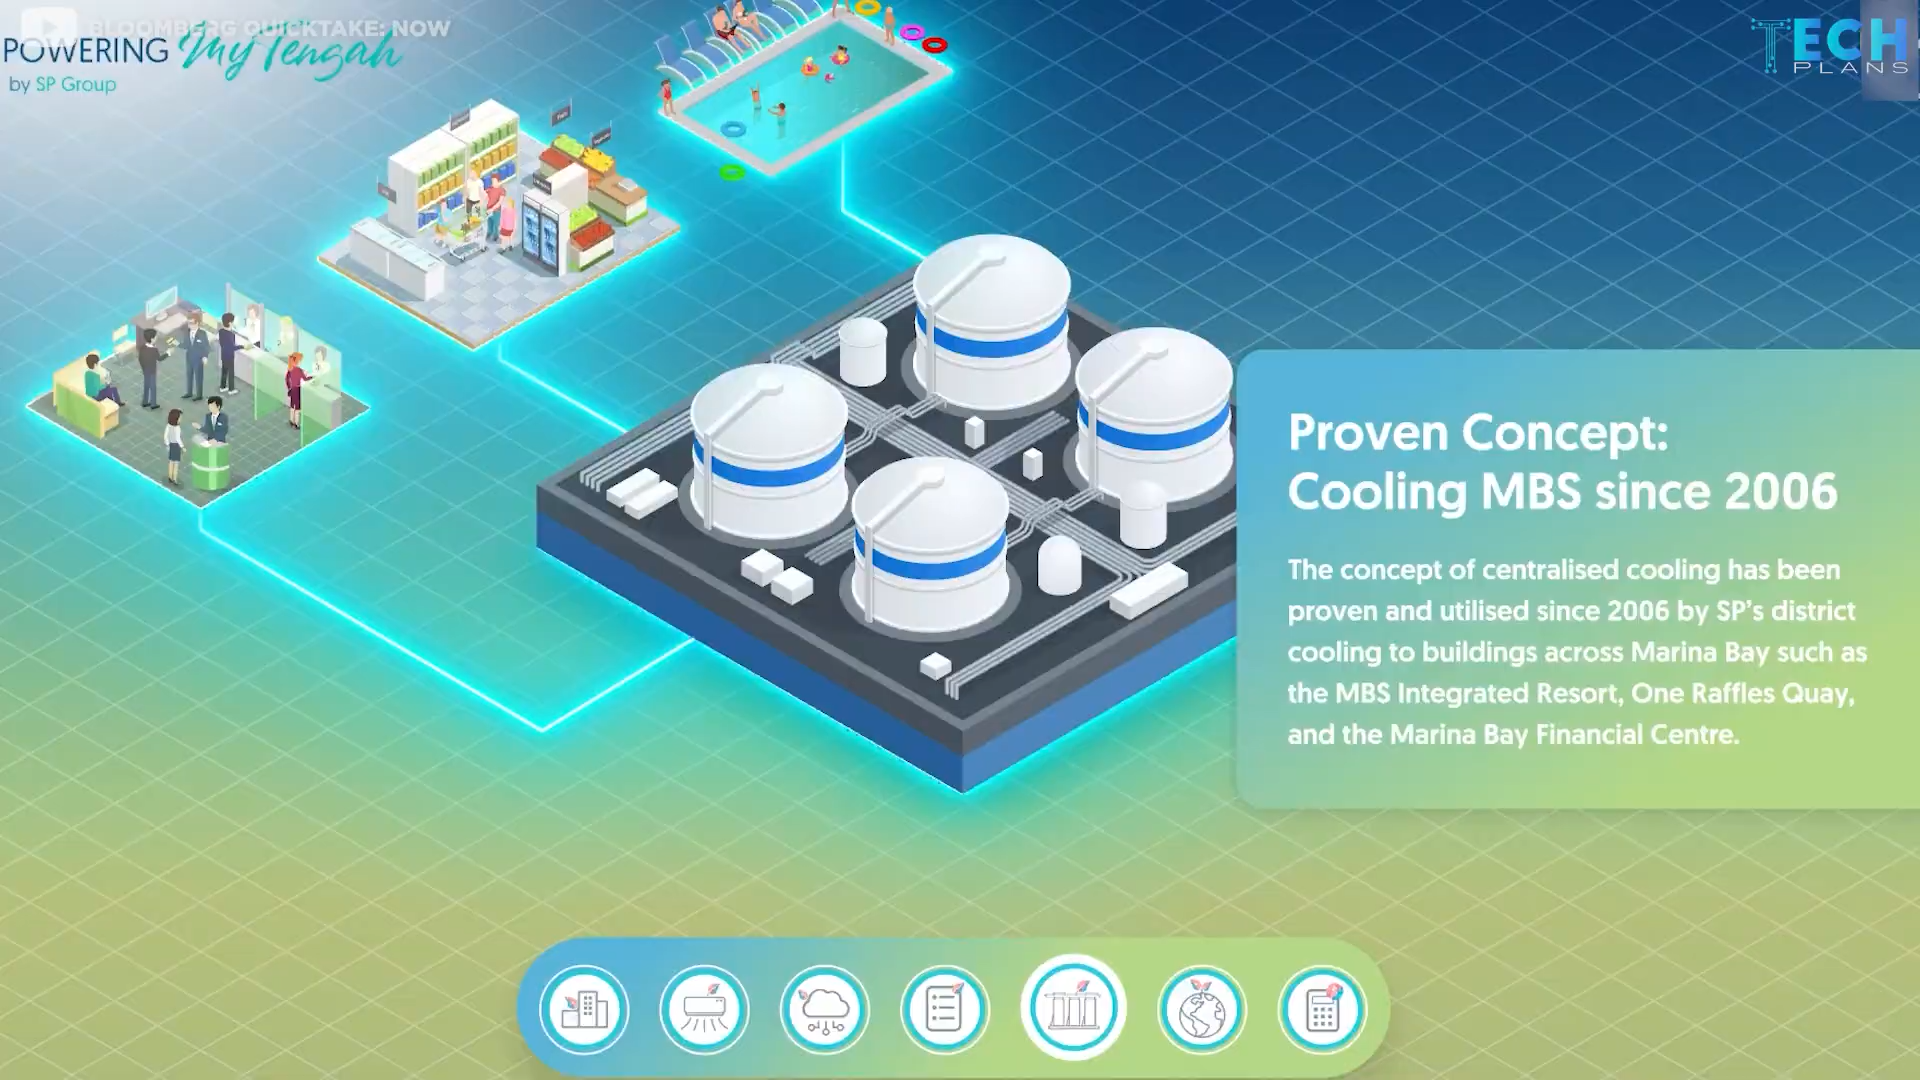 BLOOMBERG QUICKTAKE: NOW
POWERING MyTengah
by SP Group
TECH
PLANS
Proven Concept:
Cooling MBS since 2006
The concept of centralised cooling has been
proven and utilised since 2006 by SP's district
cooling to buildings across Marina Bay such as
the MBS Integrated Resort, One Raffles Quay,
and the Marina Bay Financial Centre.